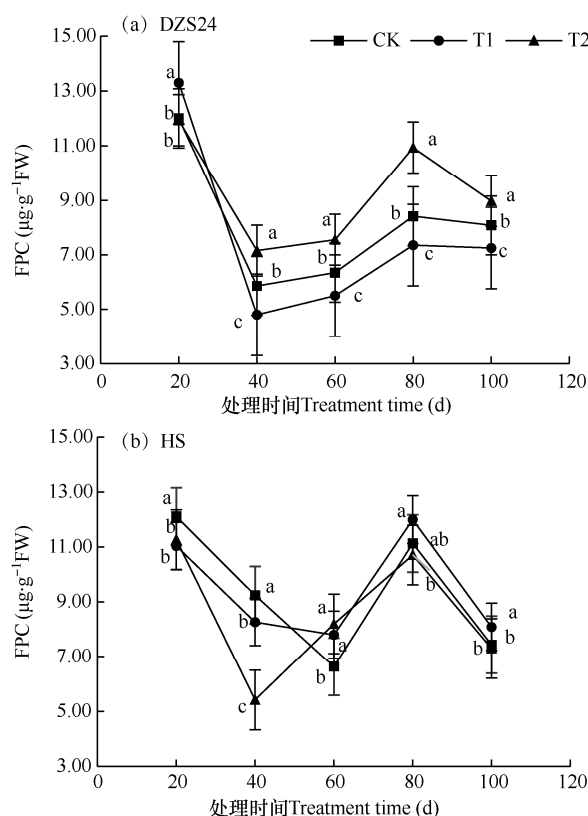 (a) DZS24
CK T1 T2
FPC (μg·g⁻¹FW)
15.00
13.00
11.00
9.00
7.00
5.00
3.00
a
b
b
a
b
c
a
b
c
a
b
c
a
b
c
0 20 40 60 80 100 120
处理时间Treatment time (d)
(b) HS
FPC (μg·g⁻¹FW)
15.00
13.00
11.00
9.00
7.00
5.00
3.00
a
b
b
a
b
c
a
a
b
a
ab
b
a
b
b
0 20 40 60 80 100 120
处理时间Treatment time (d)